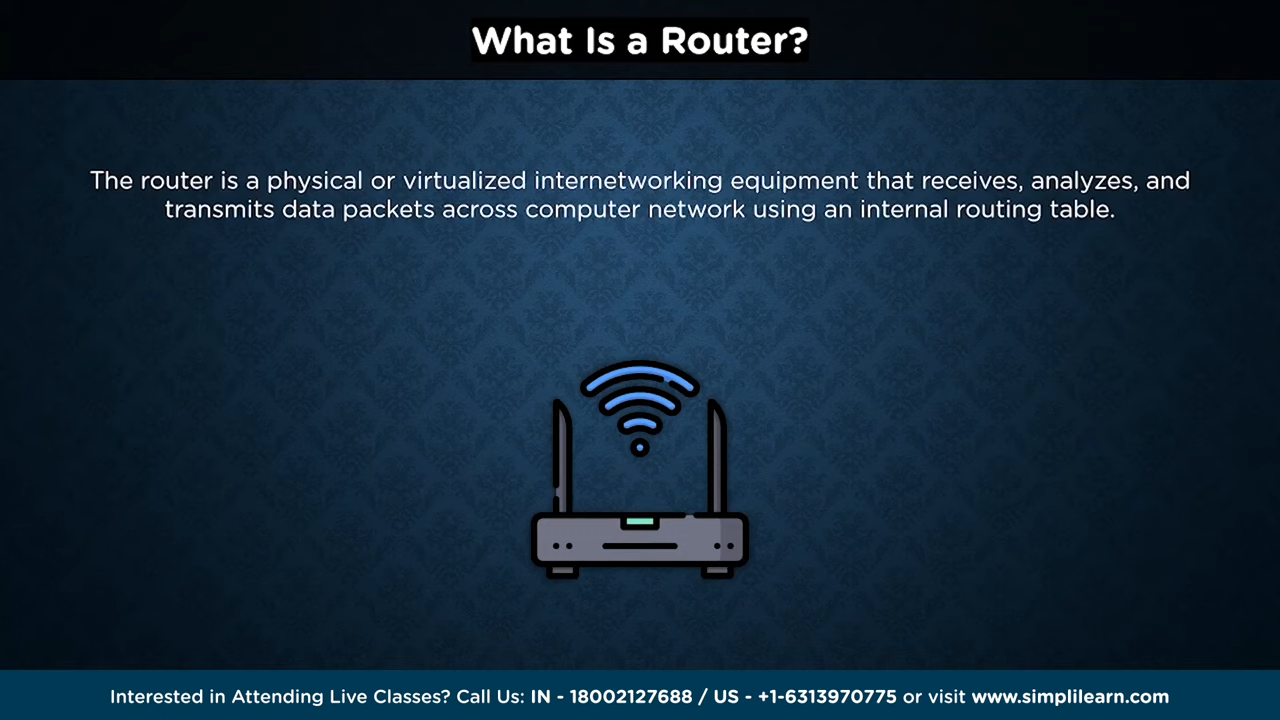 What Is a Router?
The router is a physical or virtualized internetworking equipment that receives, analyzes, and
transmits data packets across computer network using an internal routing table.
Interested in Attending Live Classes? Call Us: IN - 18002127688 / US - +1-6313970775 or visit www.simplilearn.com